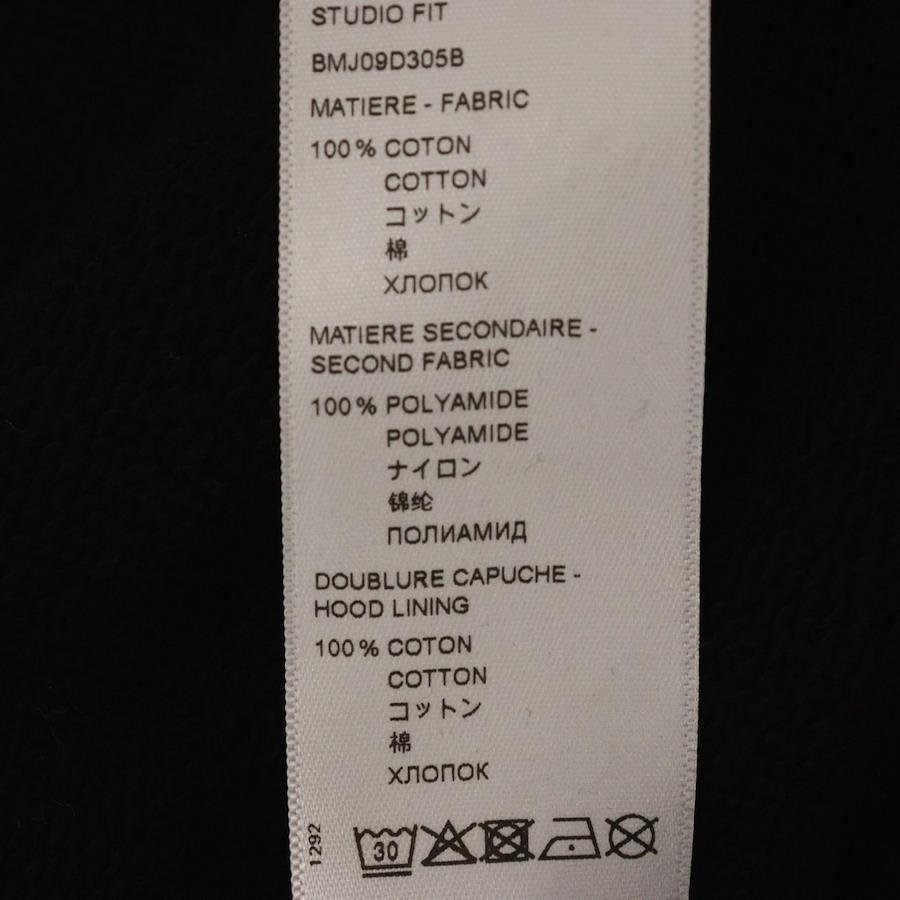 STUDIO FIT
BMJ09D305B
MATIERE - FABRIC
100% COTON
COTTON
コットン
棉
ХЛОПОК
MATIERE SECONDAIRE -
SECOND FABRIC
100% POLYAMIDE
POLYAMIDE
ナイロン
锦纶
ПОЛИАМИД
DOUBLURE CAPUCHE -
HOOD LINING
100% COTON
COTTON
コットン
棉
ХЛОПОК
1292
30